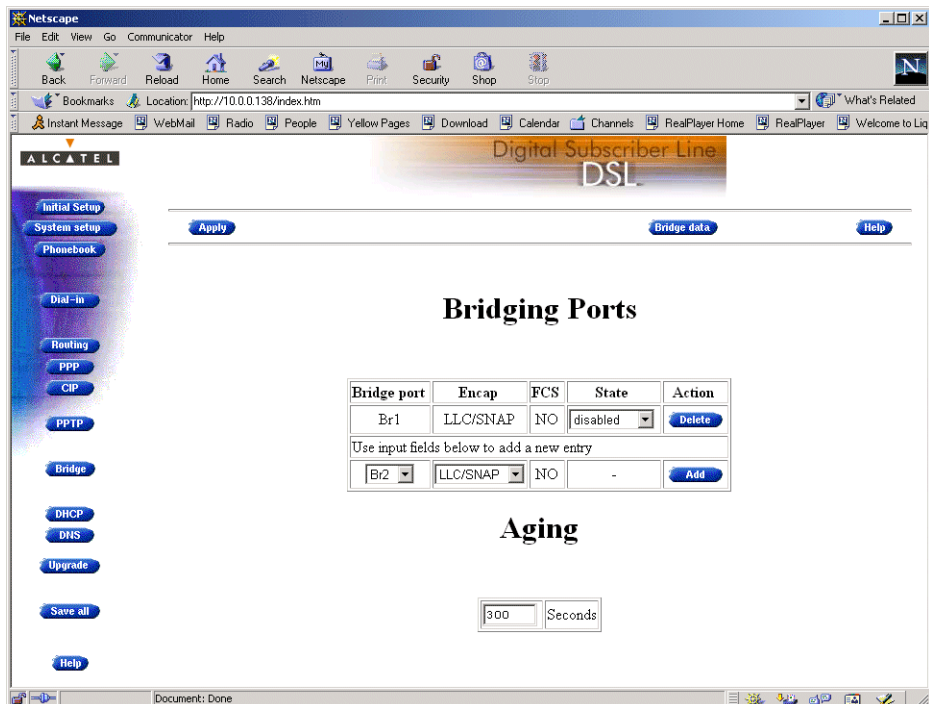 Netscape
File Edit View Go Communicator Help
Back Forward Reload Home Search Netscape Print Security Shop Stop
My
N
Bookmarks Location: http://10.0.0.138/index.htm What's Related
Instant Message WebMail Radio People Yellow Pages Download Calendar Channels RealPlayer Home RealPlayer Welcome to Liq
ALCATEL
Digital Subscriber Line
DSL
Initial Setup
System setup
Phonebook
Dial-in
Routing
PPP
CIP
PPTP
Bridge
DHCP
DNS
Upgrade
Save all
Help
Apply Bridge data Help
Bridging Ports
Bridge port Encap FCS State Action
Br1 LLC/SNAP NO disabled Delete
Use input fields below to add a new entry
Br2 LLC/SNAP NO - Add
Aging
300 Seconds
Document: Done